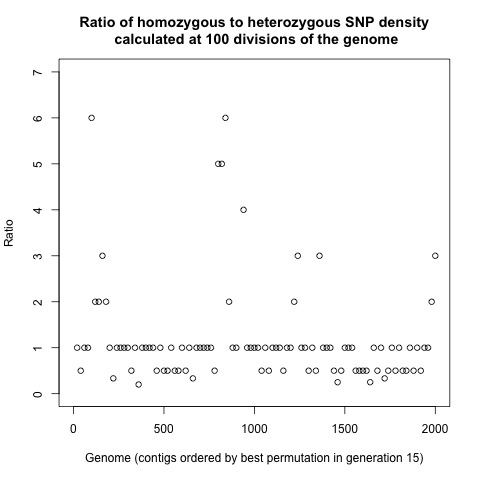 Ratio of homozygous to heterozygous SNP density
calculated at 100 divisions of the genome
7
6
5
4
3
2
1
0
Ratio
0 500 1000 1500 2000
Genome (contigs ordered by best permutation in generation 15)